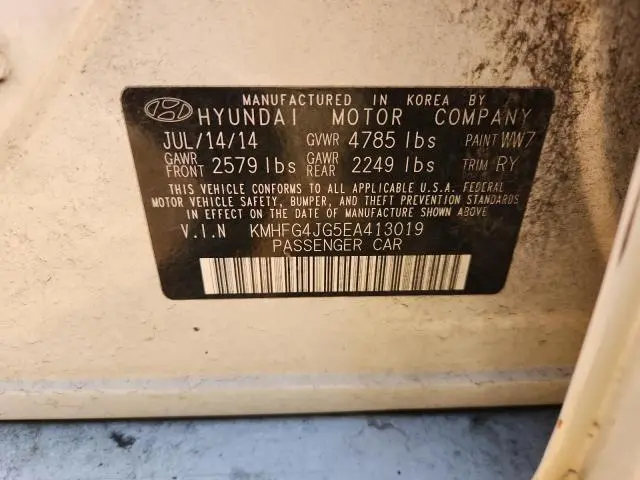 MANUFACTURED IN KOREA BY
HYUNDAI MOTOR COMPANY
JUL/14/14 GVWR 4785 lbs PAINT WW7
GAWR FRONT 2579 lbs GAWR REAR 2249 lbs TRIM RY
THIS VEHICLE CONFORMS TO ALL APPLICABLE U.S.A. FEDERAL
MOTOR VEHICLE SAFETY, BUMPER, AND THEFT PREVENTION STANDARDS
IN EFFECT ON THE DATE OF MANUFACTURE SHOWN ABOVE
V.I.N KMHFG4JG5EA413019
PASSENGER CAR